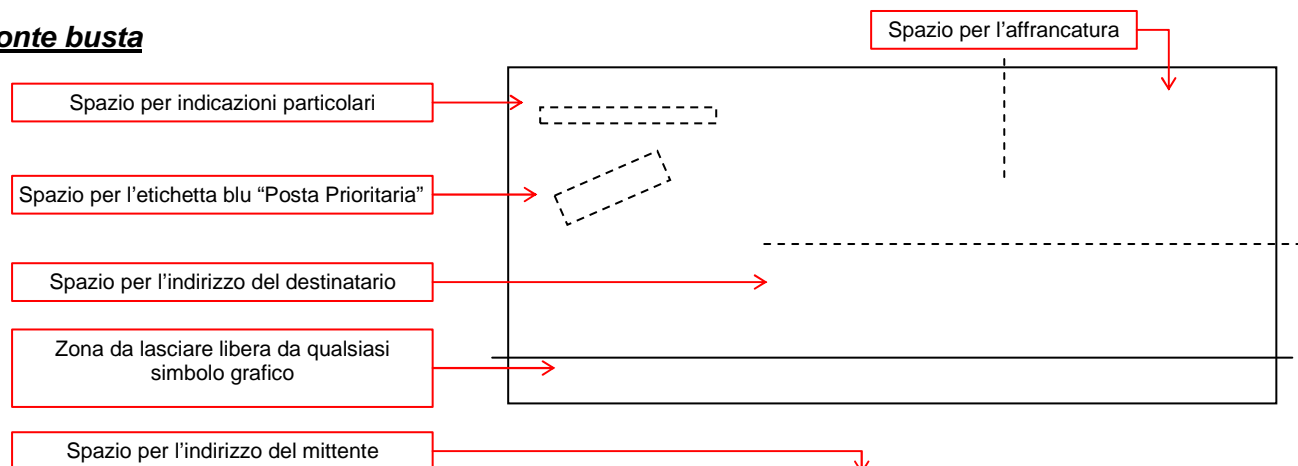 onte busta
Spazio per l’affrancatura
Spazio per indicazioni particolari
Spazio per l’etichetta blu “Posta Prioritaria”
Spazio per l’indirizzo del destinatario
Zona da lasciare libera da qualsiasi
simbolo grafico
Spazio per l’indirizzo del mittente